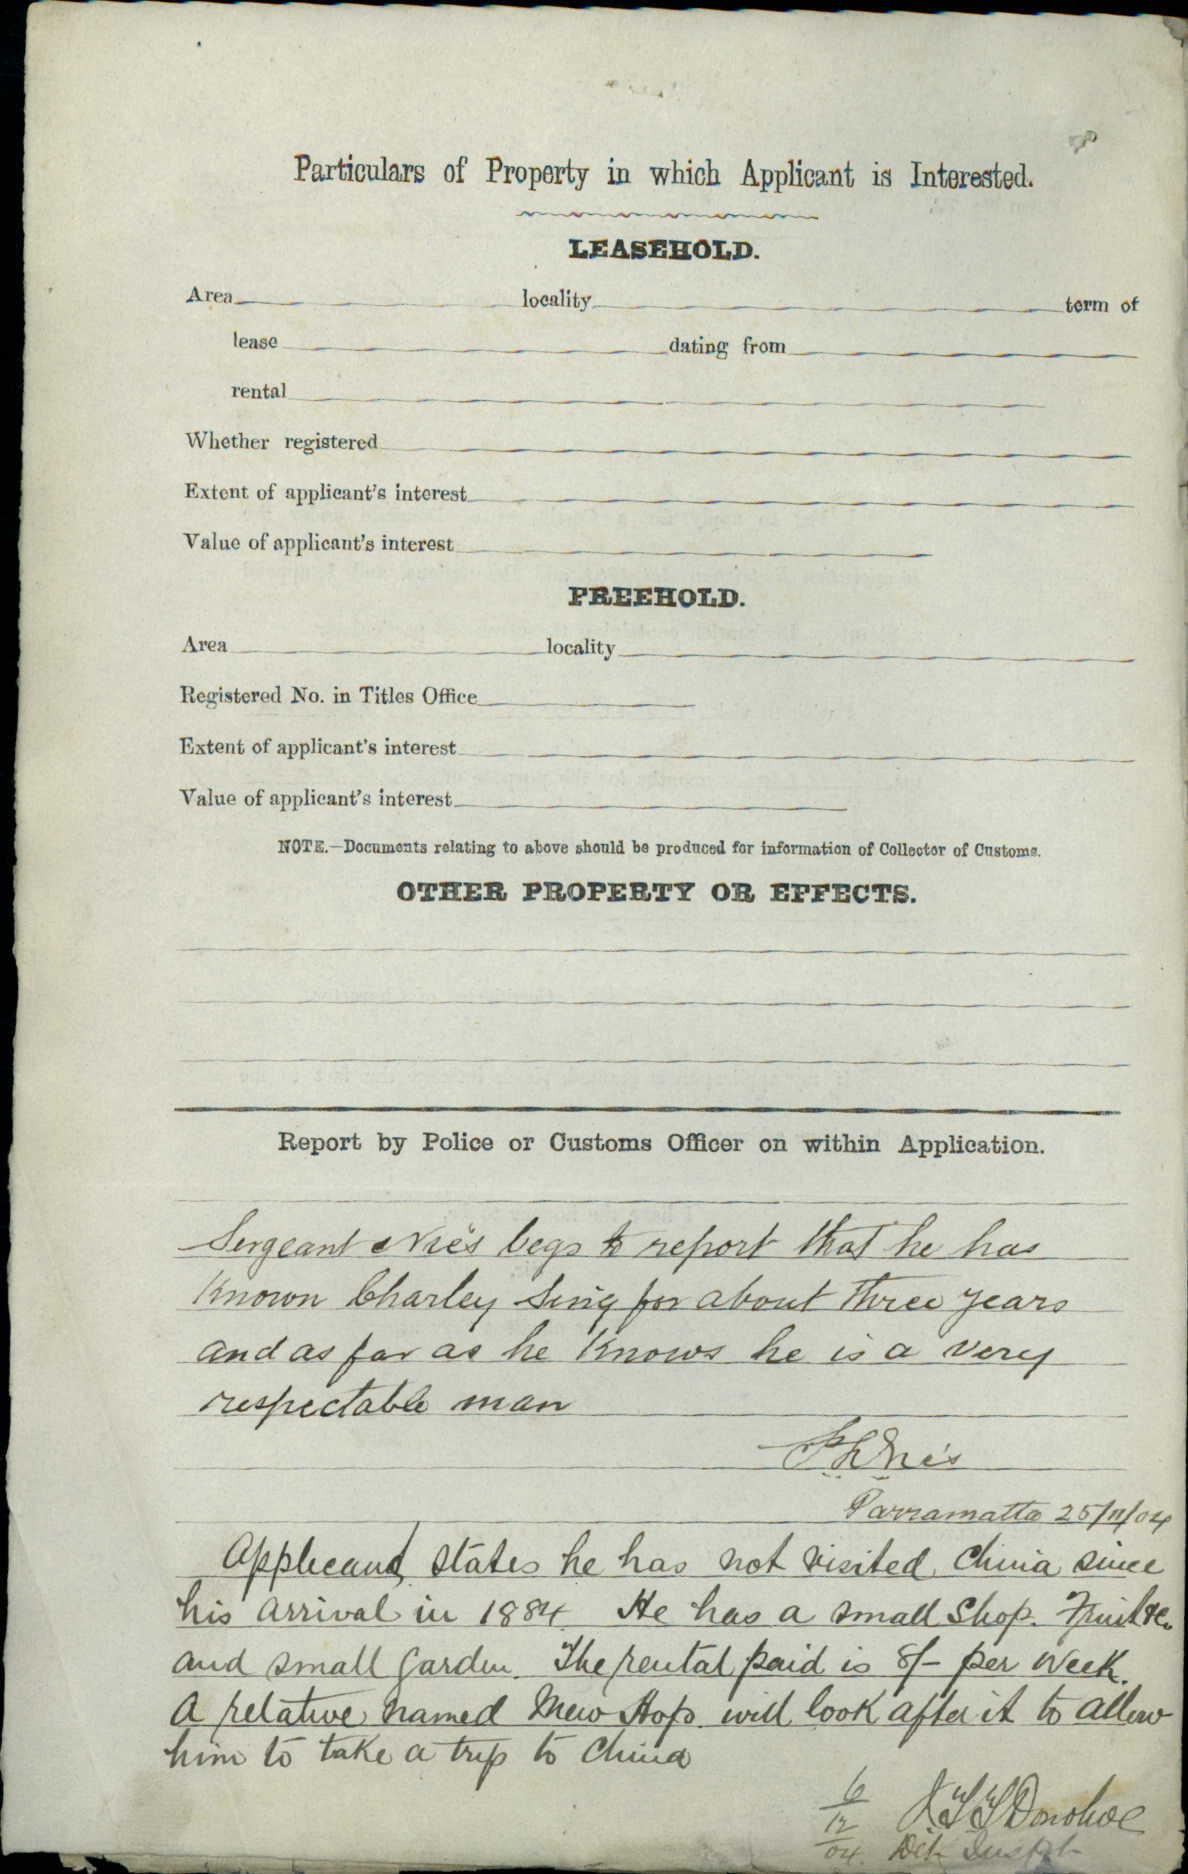 Particulars of Property in which Applicant is Interested.
LEASEHOLD.
Area locality term of
lease dating from
rental
Whether registered
Extent of applicant's interest
Value of applicant's interest
FREEHOLD.
Area locality
Registered No. in Titles Office
Extent of applicant's interest
Value of applicant's interest
NOTE.—Documents relating to above should be produced for information of Collector of Customs.
OTHER PROPERTY OR EFFECTS.
Report by Police or Customs Officer on within Application.
Sergeant Nies begs to report that he has
Known Charley Sing for about three years
and as far as he Knows he is a very
respectable man
Nies
Parramatta 25/11/04
Applicant states he has not visited China since
his arrival in 1884. He has a small Shop. Fruit &c.
and small garden. The rental paid is 8/- per week.
A relative named Mew Hop. will look after it to allow
him to take a trip to China
6/12/04. Donohoe